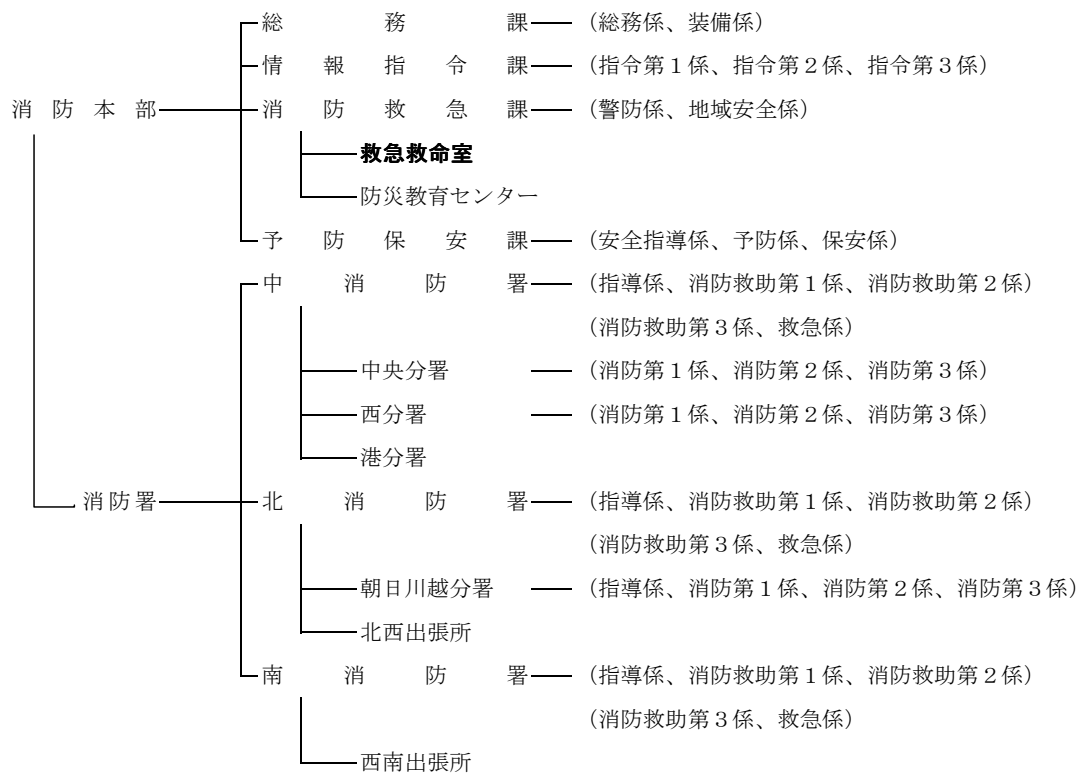 総務課 (総務係、装備係)
情報指令課 (指令第1係、指令第2係、指令第3係)
消防本部 消防救急課 (警防係、地域安全係)
救急救命室
防災教育センター
予防保安課 (安全指導係、予防係、保安係)
中消防署 (指導係、消防救助第1係、消防救助第2係)
(消防救助第3係、救急係)
中央分署 (消防第1係、消防第2係、消防第3係)
西分署 (消防第1係、消防第2係、消防第3係)
港分署
消防署 北消防署 (指導係、消防救助第1係、消防救助第2係)
(消防救助第3係、救急係)
朝日川越分署 (指導係、消防第1係、消防第2係、消防第3係)
北西出張所
南消防署 (指導係、消防救助第1係、消防救助第2係)
(消防救助第3係、救急係)
西南出張所